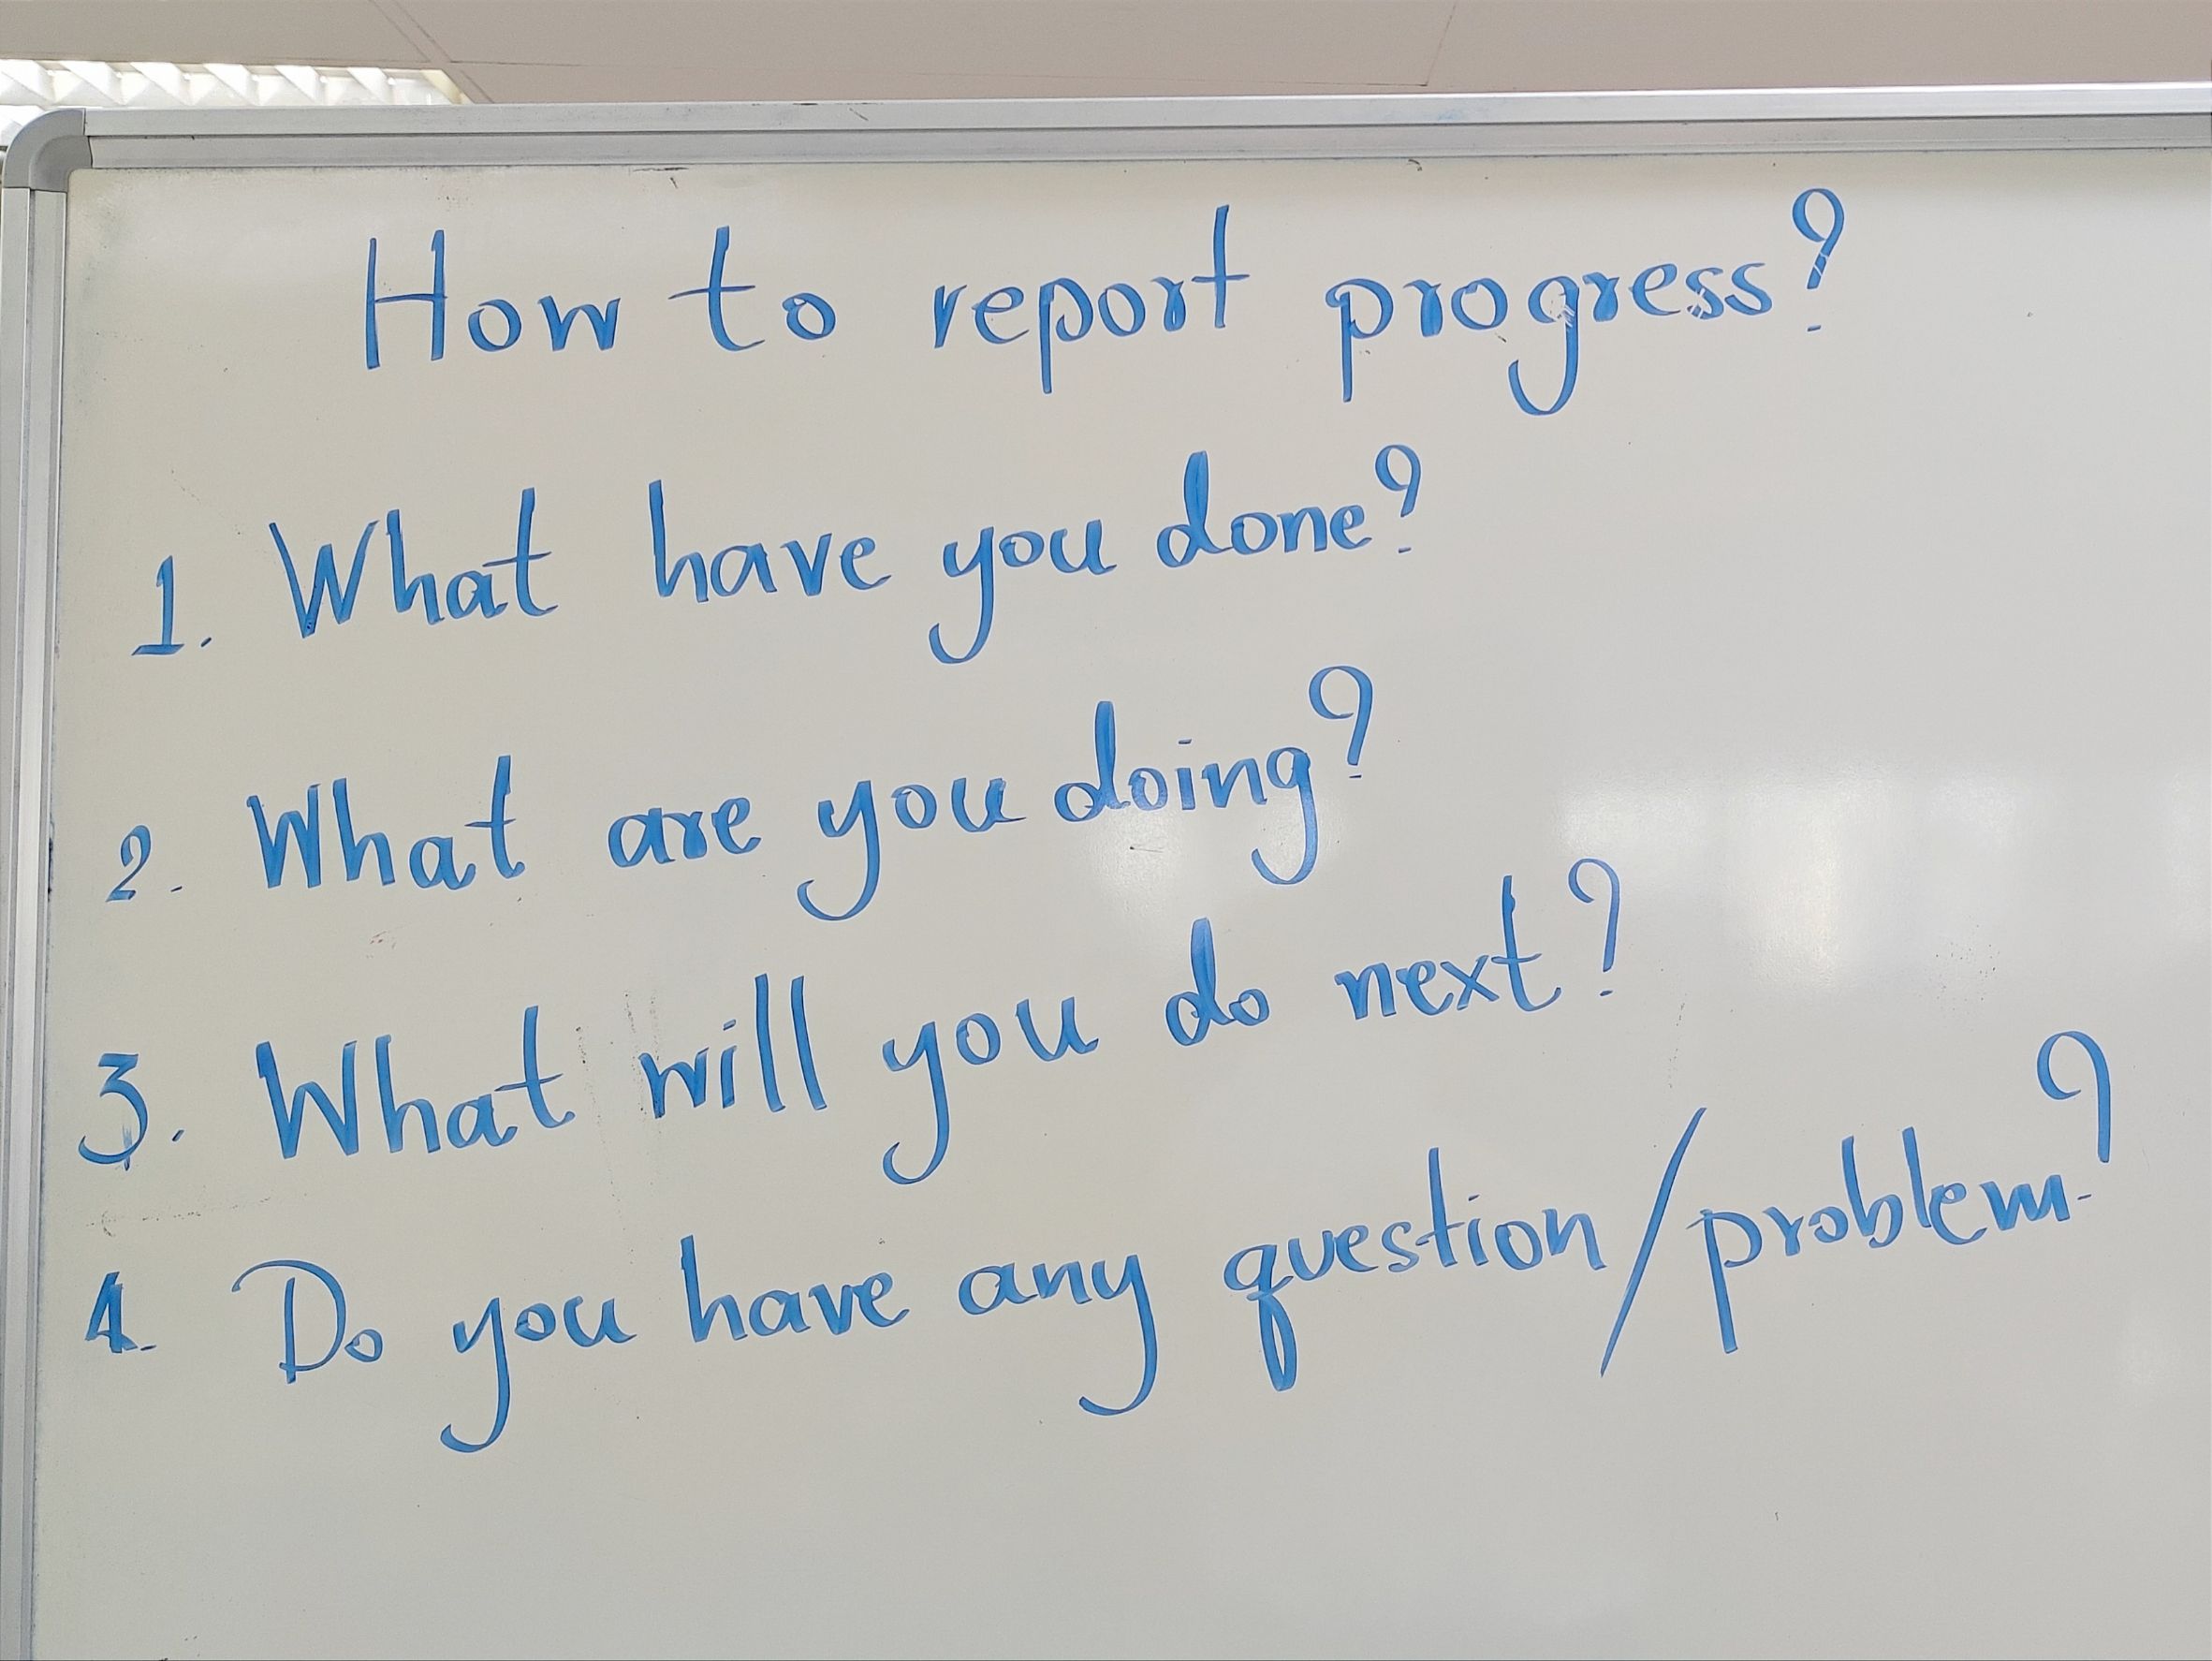 How to report progress?
1. What have you done?
2. What are you doing?
3. What will you do next?
4. Do you have any question/problem?